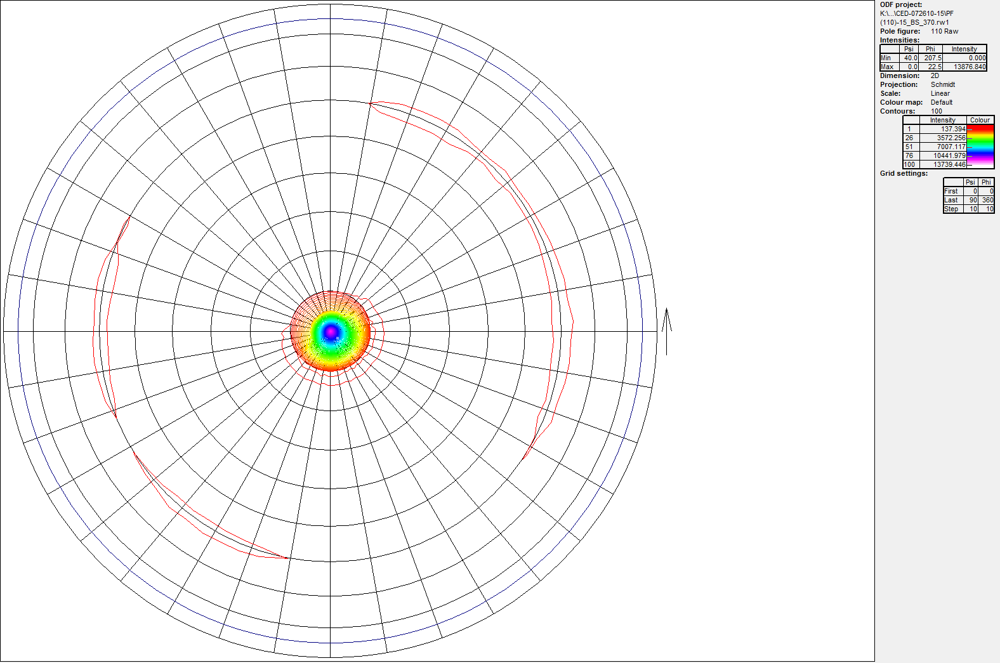 ODF project:
K:\...\CED-072610-15\PF
(110)-15_BS_370.rw1
Pole figure: 110 Raw
Intensities:
Psi Phi Intensity
Min 40.0 207.5 0.000
Max 0.0 22.5 13876.840
Dimension: 2D
Projection: Schmidt
Scale: Linear
Colour map: Default
Contours: 100
Intensity Colour
1 137.394
26 3572.256
51 7007.117
76 10441.979
100 13739.446
Grid settings:
Psi Phi
First 0 0
Last 90 360
Step 10 10